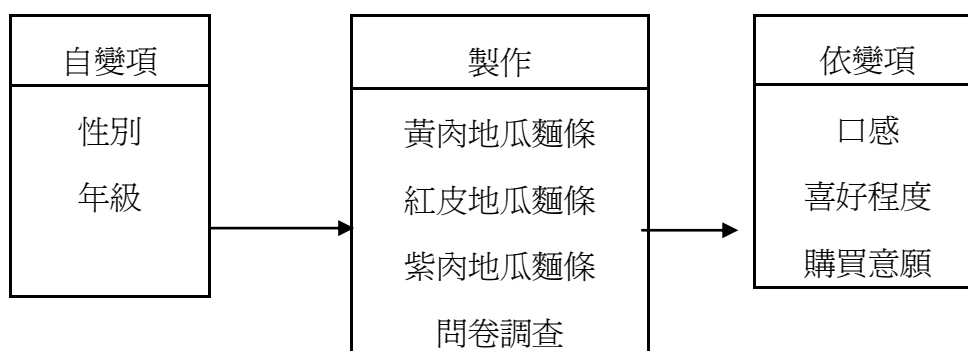 自變項
性別
年級
製作
黃肉地瓜麵條
紅皮地瓜麵條
紫肉地瓜麵條
問卷調查
依變項
口感
喜好程度
購買意願